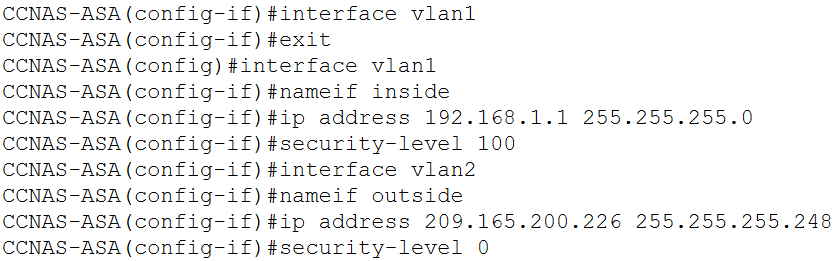 CCNAS-ASA(config-if)#interface vlan1
CCNAS-ASA(config-if)#exit
CCNAS-ASA(config)#interface vlan1
CCNAS-ASA(config-if)#nameif inside
CCNAS-ASA(config-if)#ip address 192.168.1.1 255.255.255.0
CCNAS-ASA(config-if)#security-level 100
CCNAS-ASA(config-if)#interface vlan2
CCNAS-ASA(config-if)#nameif outside
CCNAS-ASA(config-if)#ip address 209.165.200.226 255.255.255.248
CCNAS-ASA(config-if)#security-level 0